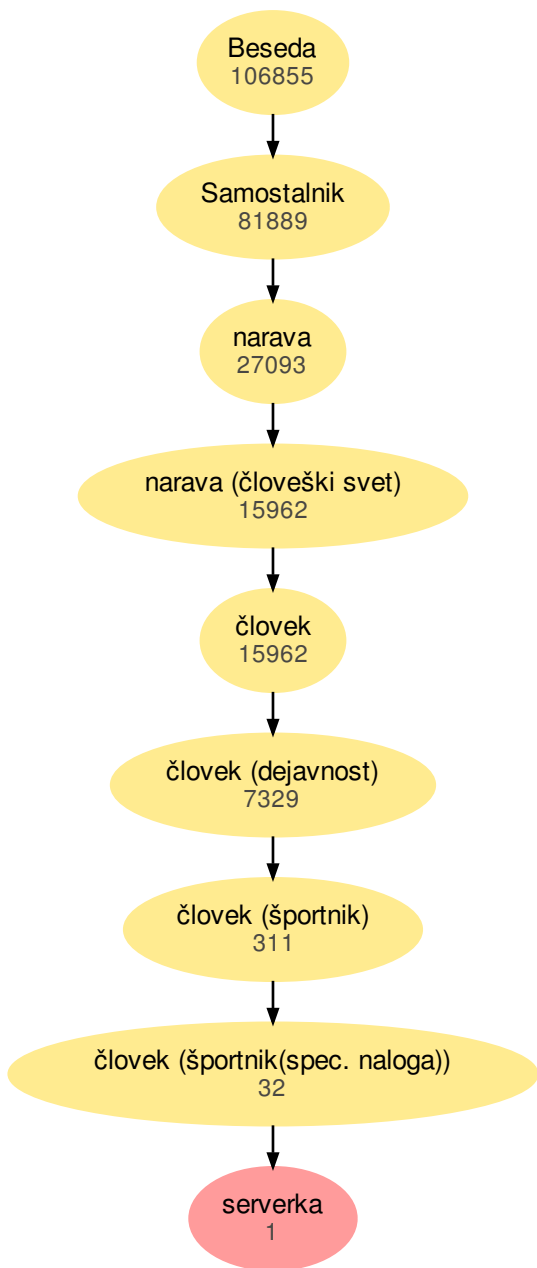 Beseda
106855
Samostalnik
81889
narava
27093
narava (človeški svet)
15962
človek
15962
človek (dejavnost)
7329
človek (športnik)
311
človek (športnik(spec. naloga))
32
serverka
1